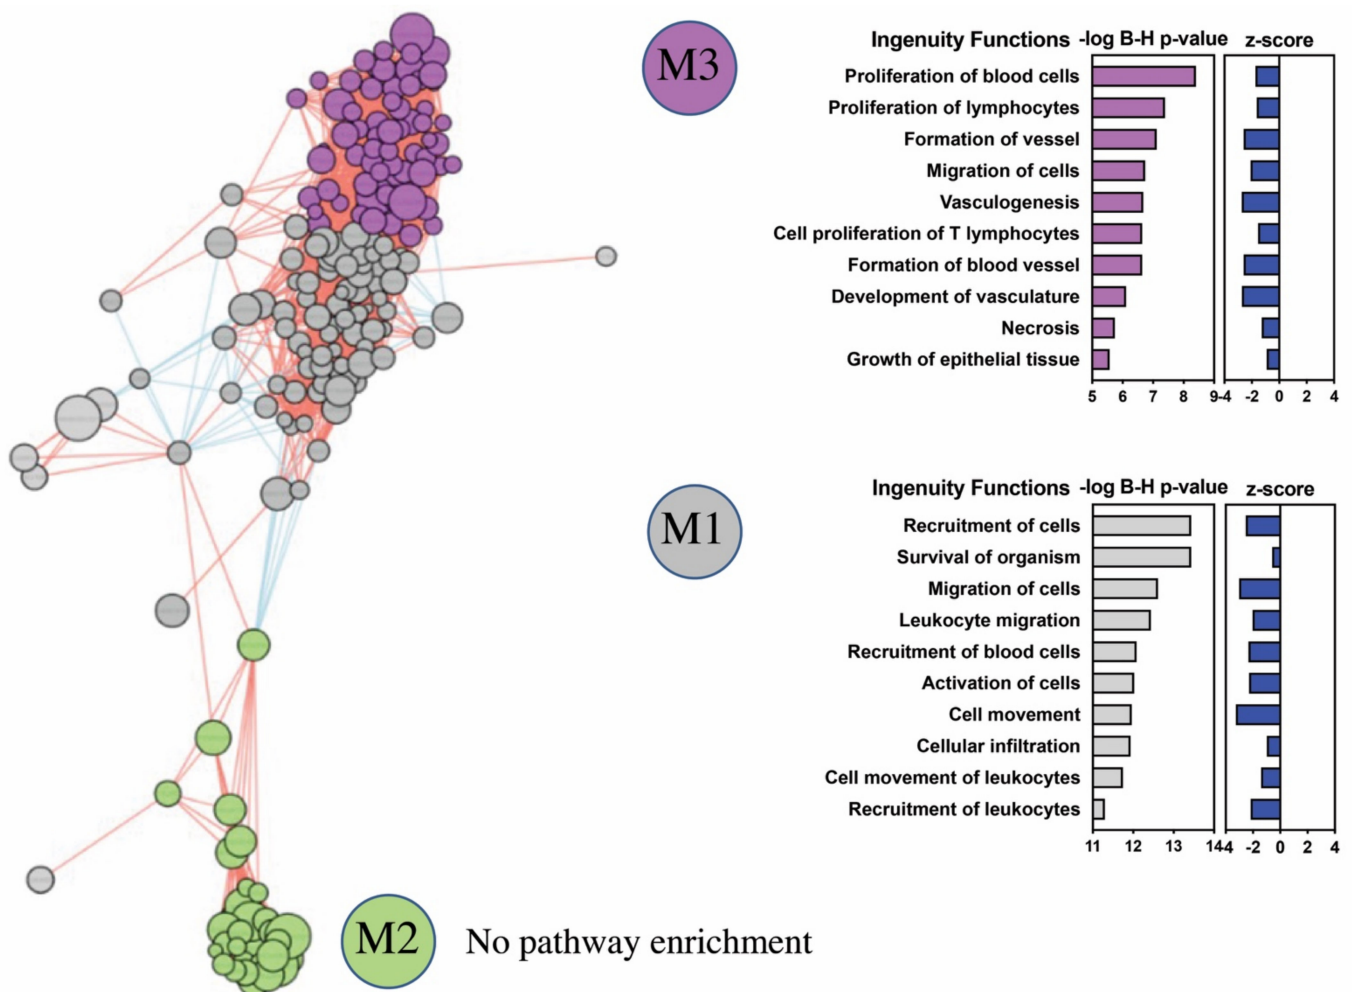 M3
Ingenuity Functions -log B-H p-value z-score
Proliferation of blood cells
Proliferation of lymphocytes
Formation of vessel
Migration of cells
Vasculogenesis
Cell proliferation of T lymphocytes
Formation of blood vessel
Development of vasculature
Necrosis
Growth of epithelial tissue
5 6 7 8 9 -4 -2 0 2 4
M1
Ingenuity Functions -log B-H p-value z-score
Recruitment of cells
Survival of organism
Migration of cells
Leukocyte migration
Recruitment of blood cells
Activation of cells
Cell movement
Cellular infiltration
Cell movement of leukocytes
Recruitment of leukocytes
11 12 13 14 -4 -2 0 2 4
M2 No pathway enrichment